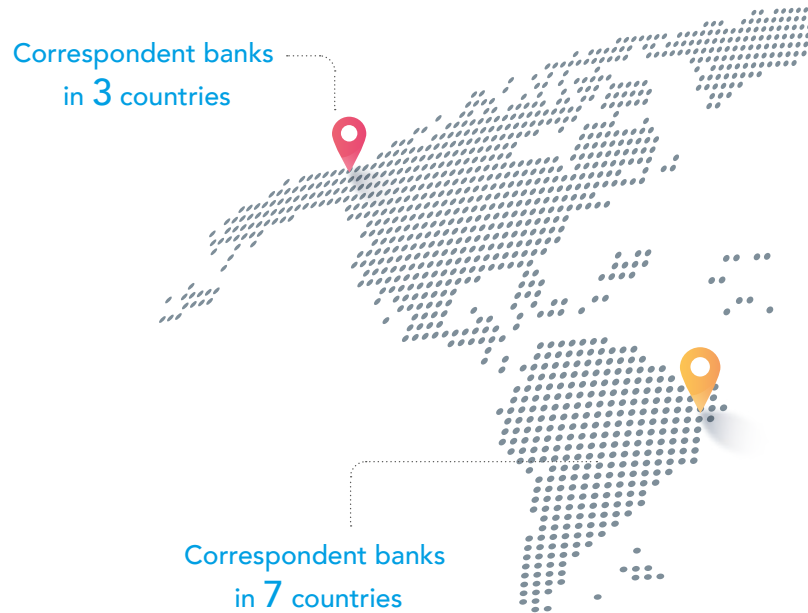 Correspondent banks
in 3 countries
Correspondent banks
in 7 countries